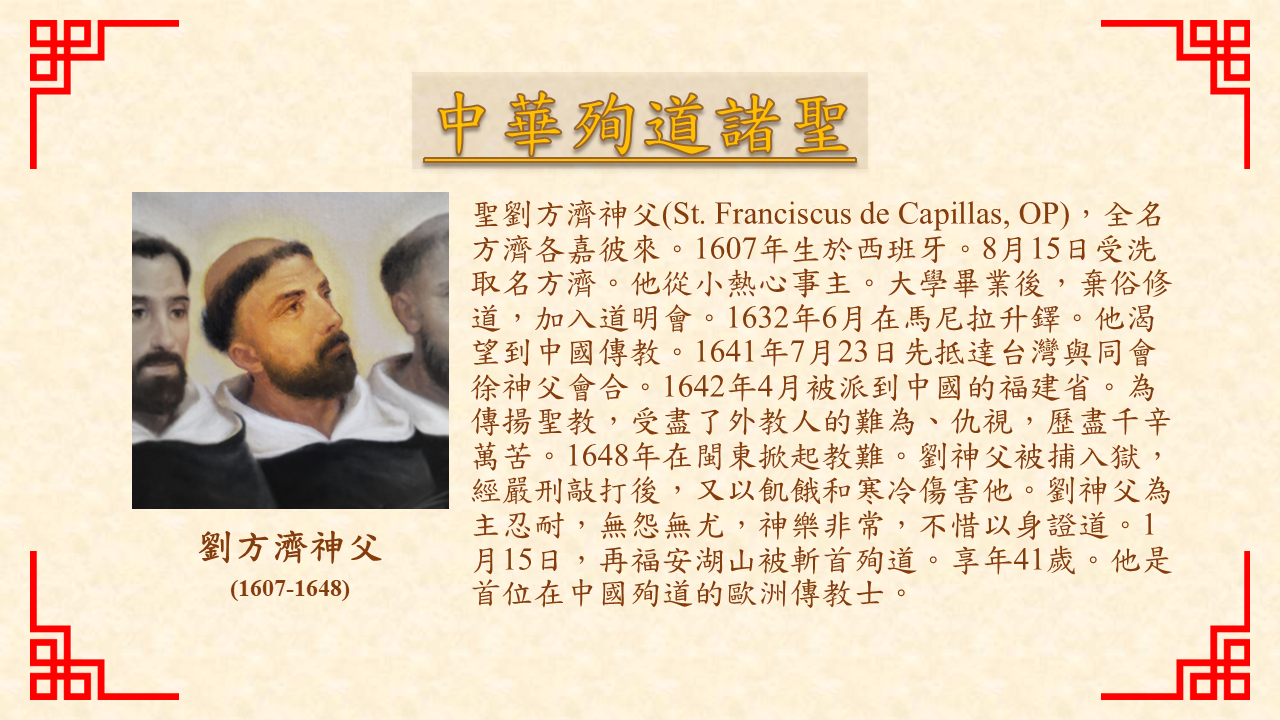 中華殉道諸聖
聖劉方濟神父(St. Franciscus de Capillas, OP)，全名
方濟各嘉彼來。1607年生於西班牙。8月15日受洗
取名方濟。他從小熱心事主。大學畢業後，棄俗修
道，加入道明會。1632年6月在馬尼拉升鐸。他渴
望到中國傳教。1641年7月23日先抵達台灣與同會
徐神父會合。1642年4月被派到中國的福建省。為
傳揚聖教，受盡了外教人的難為、仇視，歷盡千辛
萬苦。1648年在閩東掀起教難。劉神父被捕入獄，
經嚴刑敲打後，又以飢餓和寒冷傷害他。劉神父為
主忍耐，無怨無尤，神樂非常，不惜以身證道。1
月15日，再福安湖山被斬首殉道。享年41歲。他是
首位在中國殉道的歐洲傳教士。
劉方濟神父
(1607-1648)